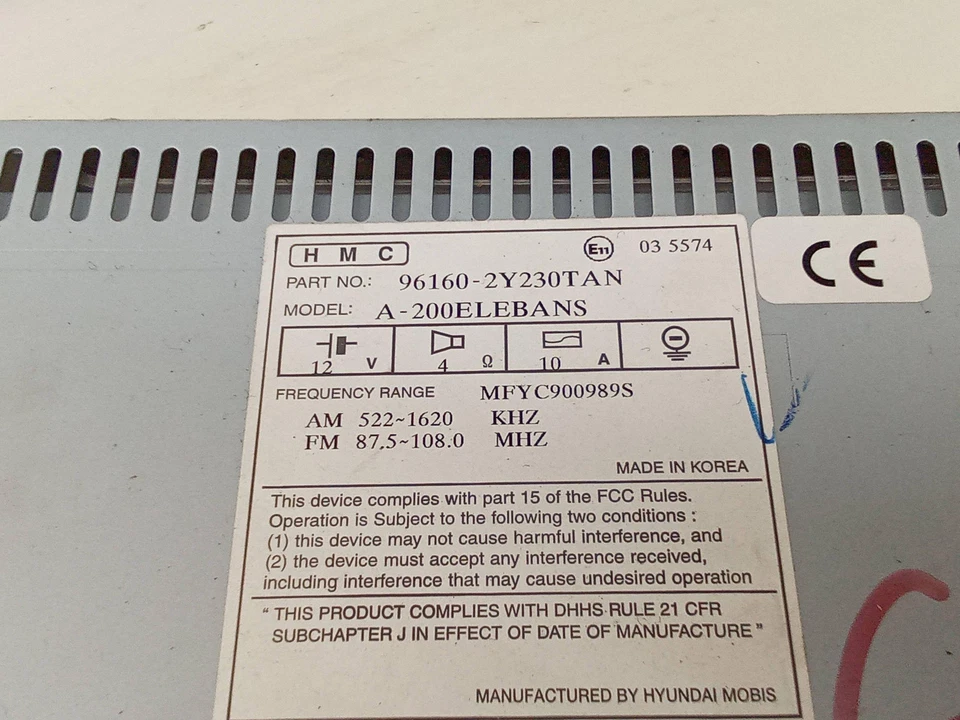 HMC E11 03 5574
CE
PART NO.: 96160-2Y230TAN
MODEL: A-200ELEBANS
12 V 4 Ω 10 A
FREQUENCY RANGE MFYC900989S
AM 522~1620 KHZ
FM 87.5~108.0 MHZ
MADE IN KOREA
This device complies with part 15 of the FCC Rules.
Operation is Subject to the following two conditions :
(1) this device may not cause harmful interference, and
(2) the device must accept any interference received,
including interference that may cause undesired operation
“ THIS PRODUCT COMPLIES WITH DHHS RULE 21 CFR
SUBCHAPTER J IN EFFECT OF DATE OF MANUFACTURE ”
MANUFACTURED BY HYUNDAI MOBIS